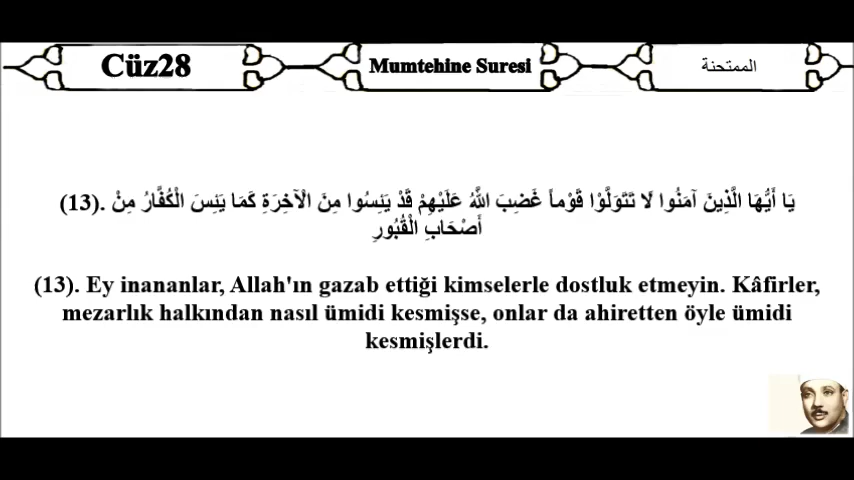 Cüz28
Mumtehine Suresi
الممتحنة
يَا أَيُّهَا الَّذِينَ آمَنُوا لَا تَتَوَلَّوْا قَوْماً غَضِبَ اللَّهُ عَلَيْهِمْ قَدْ يَئِسُوا مِنَ الْآخِرَةِ كَمَا يَئِسَ الْكُفَّارُ مِنْ .(13)
أَصْحَابِ الْقُبُورِ
(13). Ey inananlar, Allah'ın gazab ettiği kimselerle dostluk etmeyin. Kâfirler,
mezarlık halkından nasıl ümidi kesmişse, onlar da ahiretten öyle ümidi
kesmişlerdi.